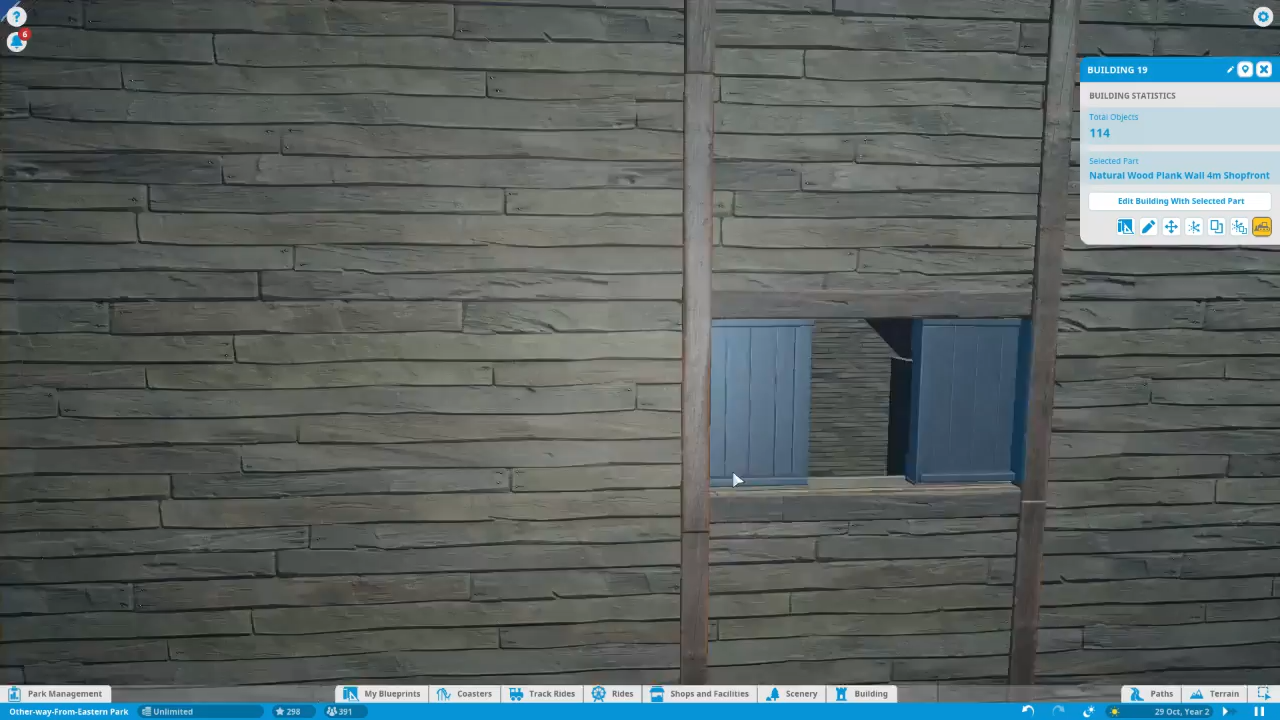 ?
6
BUILDING 19
BUILDING STATISTICS
Total Objects
114
Selected Part
Natural Wood Plank Wall 4m Shopfront
Edit Building With Selected Part
Park Management
My Blueprints
Coasters
Track Rides
Rides
Shops and Facilities
Scenery
Building
Paths
Terrain
Other-way-From-Eastern Park
Unlimited
298
391
29 Oct, Year 2